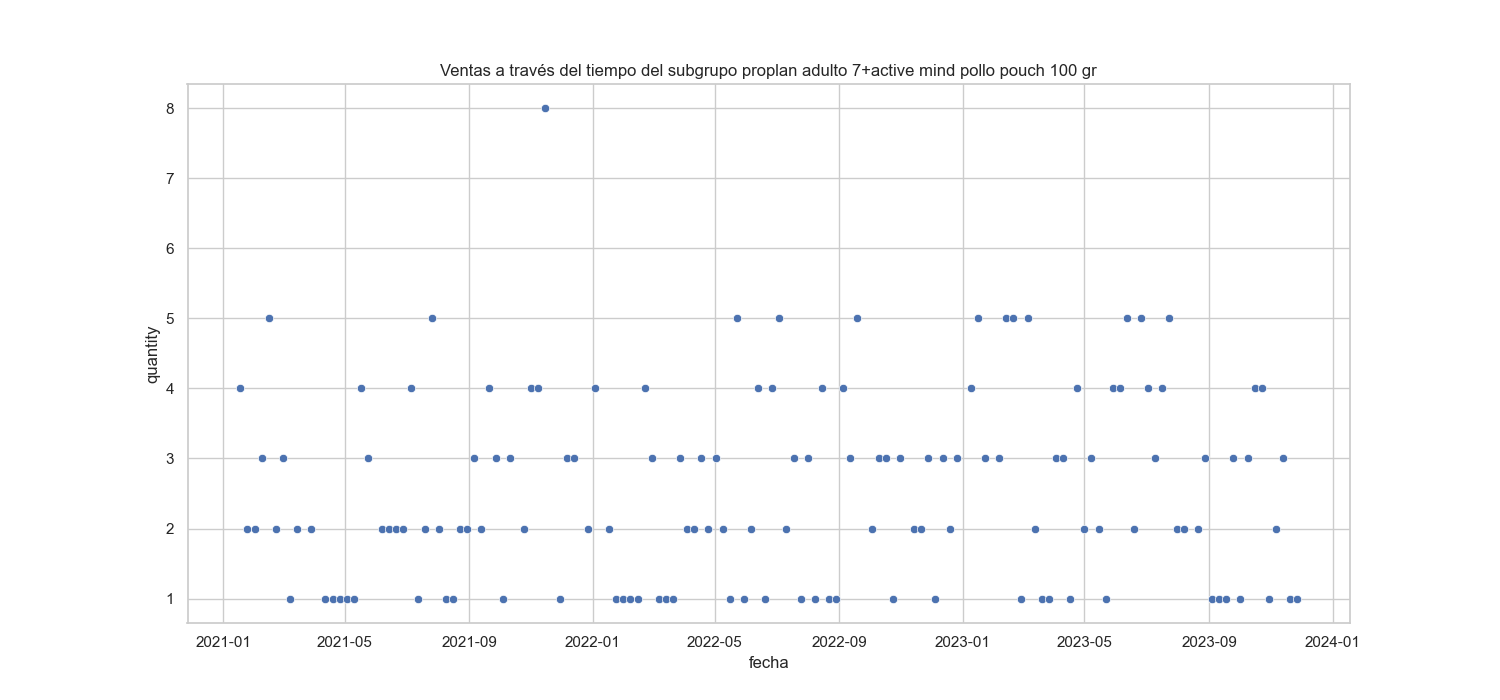 Ventas a través del tiempo del subgrupo proplan adulto 7+active mind pollo pouch 100 gr
quantity
8
7
6
5
4
3
2
1
2021-01 2021-05 2021-09 2022-01 2022-05 2022-09 2023-01 2023-05 2023-09 2024-01
fecha